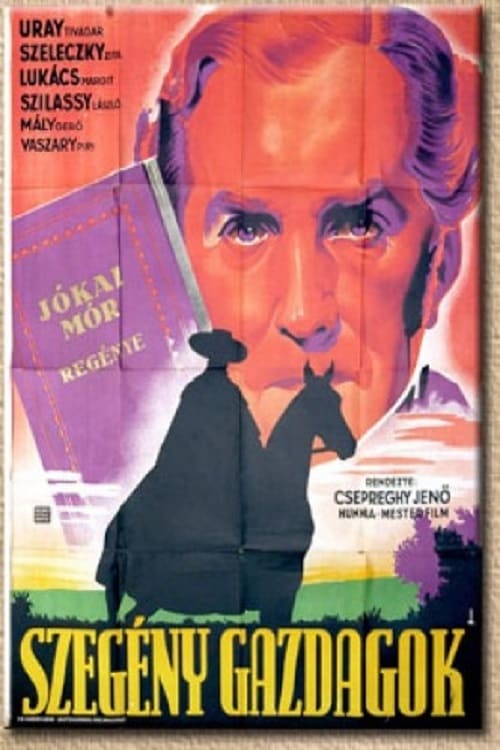 URAY TIVADAR
SZELECZKY ZITA
LUKÁCS MARGIT
SZILASSY LÁSZLÓ
MÁLY GERŐ
VASZARY PIRI
JÓKAI
MÓR
REGÉNYE
RENDEZTE:
CSEPREGHY JENŐ
HUNNIA-MESTER FILM
SZEGÉNY GAZDAGOK